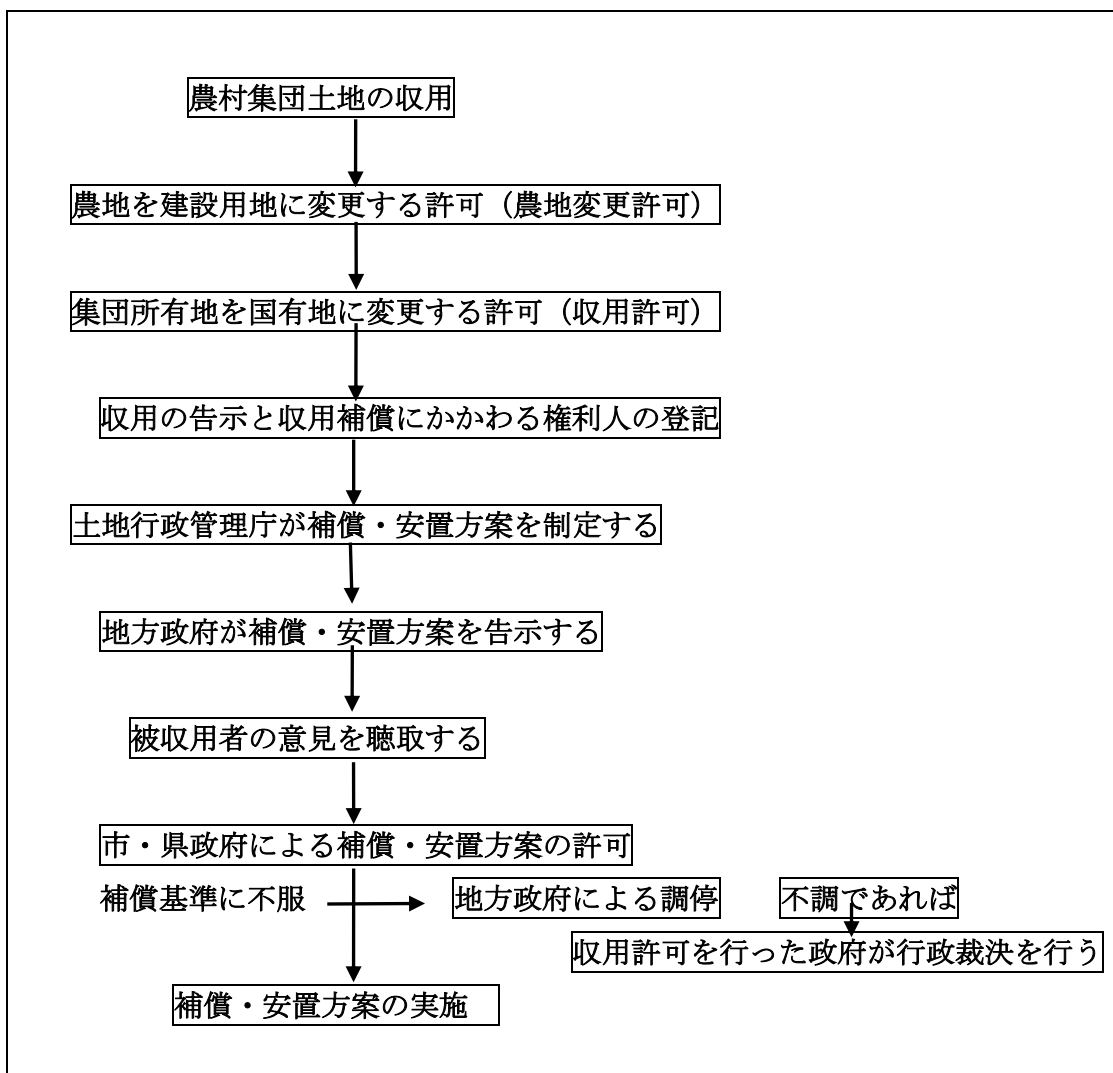 農村集団土地の収用
農地を建設用地に変更する許可（農地変更許可）
集団所有地を国有地に変更する許可（収用許可）
収用の告示と収用補償にかかわる権利人の登記
土地行政管理庁が補償・安置方案を制定する
地方政府が補償・安置方案を告示する
被収用者の意見を聴取する
市・県政府による補償・安置方案の許可
補償基準に不服
地方政府による調停
不調であれば
収用許可を行った政府が行政裁決を行う
補償・安置方案の実施